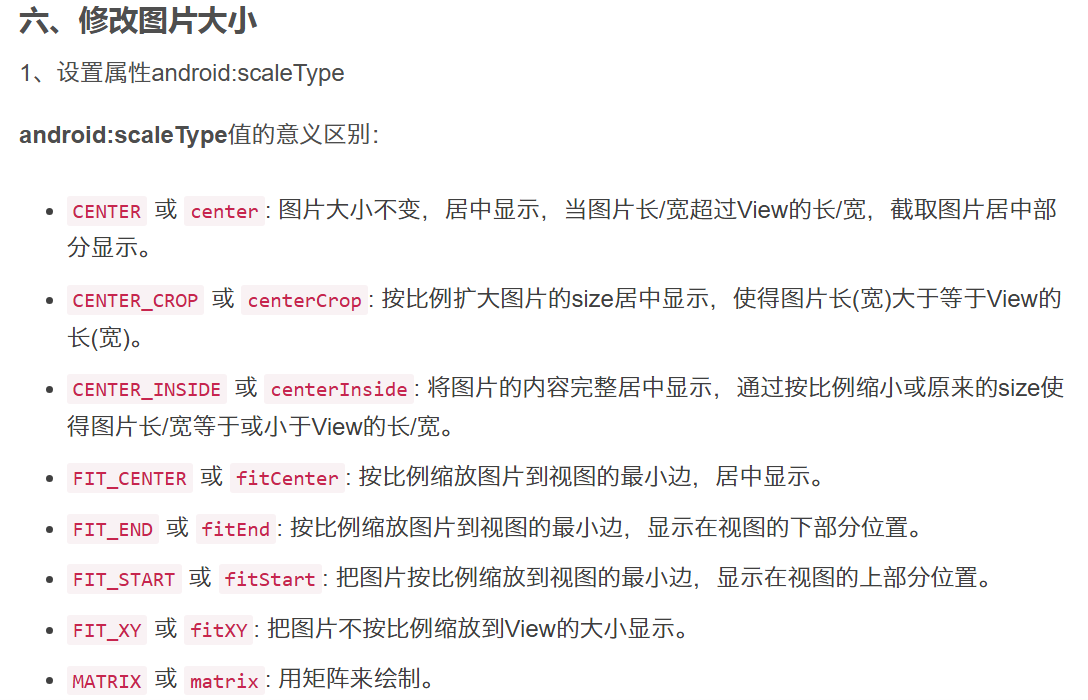 六、修改图片大小
1、设置属性android:scaleType
android:scaleType值的意义区别：
CENTER 或 center：图片大小不变，居中显示，当图片长/宽超过View的长/宽，截取图片居中部
分显示。
CENTER_CROP 或 centerCrop：按比例扩大图片的size居中显示，使得图片长(宽)大于等于View的
长(宽)。
CENTER_INSIDE 或 centerInside：将图片的内容完整居中显示，通过按比例缩小或原来的size使
得图片长/宽等于或小于View的长/宽。
FIT_CENTER 或 fitCenter：按比例缩放图片到视图的最小边，居中显示。
FIT_END 或 fitEnd：按比例缩放图片到视图的最小边，显示在视图的下部分位置。
FIT_START 或 fitStart：把图片按比例缩放到视图的最小边，显示在视图的上部分位置。
FIT_XY 或 fitXY：把图片不按比例缩放到View的大小显示。
MATRIX 或 matrix：用矩阵来绘制。